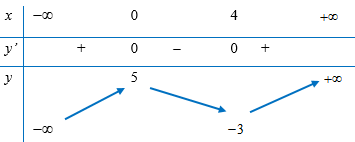 x −∞ 0 4 +∞
y′ + 0 − 0 +
y 5 +∞
−∞ −3